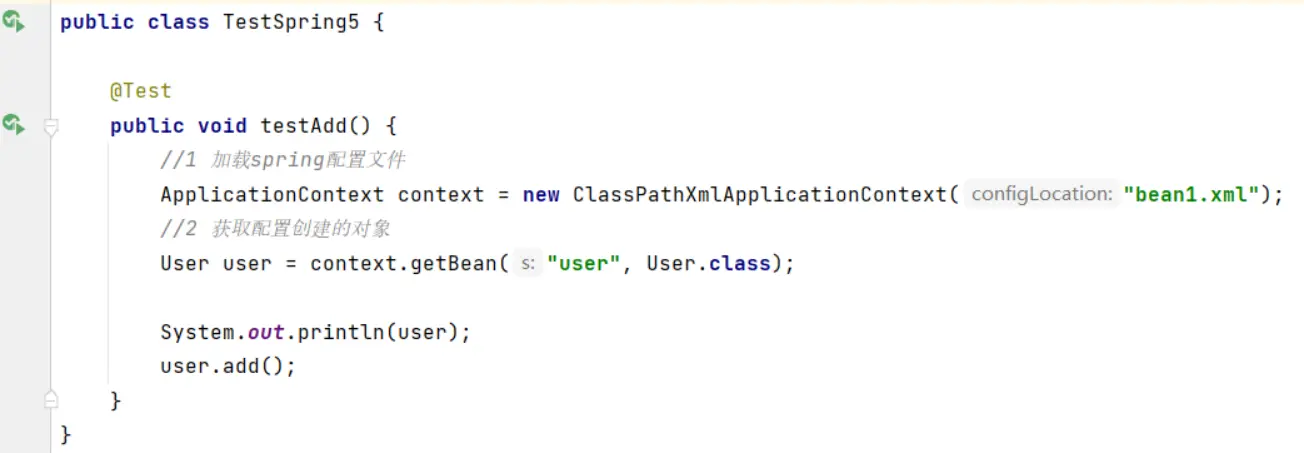 public class TestSpring5 {
@Test
public void testAdd() {
//1 加载spring配置文件
ApplicationContext context = new ClassPathXmlApplicationContext( configLocation: "bean1.xml");
//2 获取配置创建的对象
User user = context.getBean( s: "user", User.class);
System.out.println(user);
user.add();
}
}